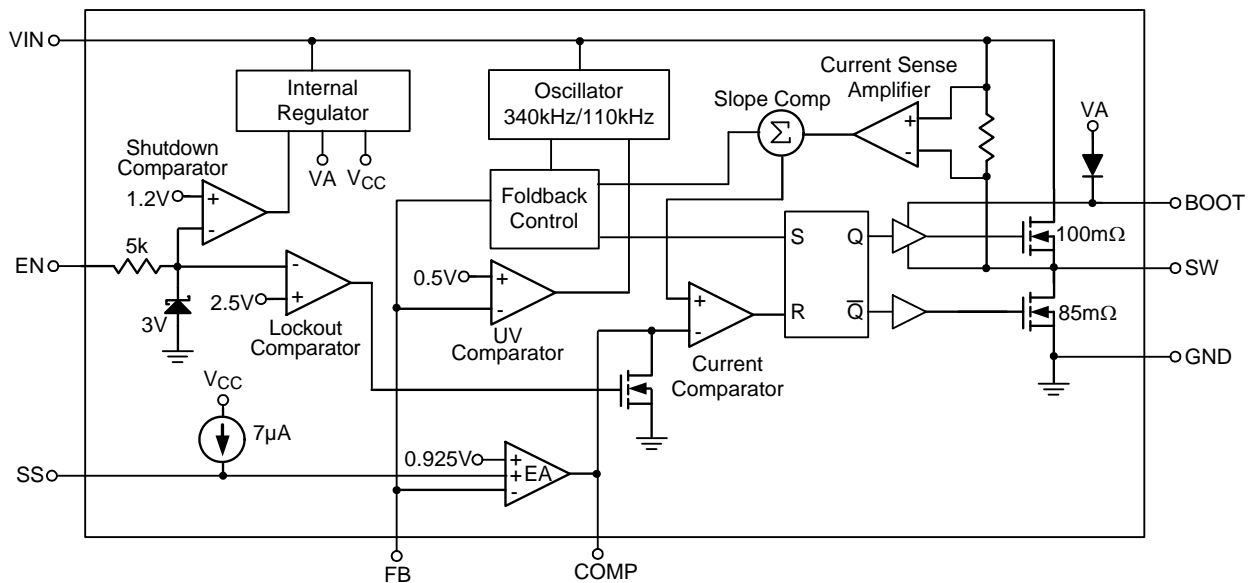 VIN
Internal
Regulator
Oscillator
340kHz/110kHz
Slope Comp
Current Sense
Amplifier
+
-
Σ
VA
Shutdown
Comparator
1.2V
+
-
VA
VCC
Foldback
Control
BOOT
S
Q
100mΩ
EN
5k
-
+
2.5V
3V
Lockout
Comparator
0.5V
+
-
UV
Comparator
+
-
Current
Comparator
R
Q̅
SW
85mΩ
GND
VCC
7µA
SS
0.925V
+
+
-
EA
FB
COMP